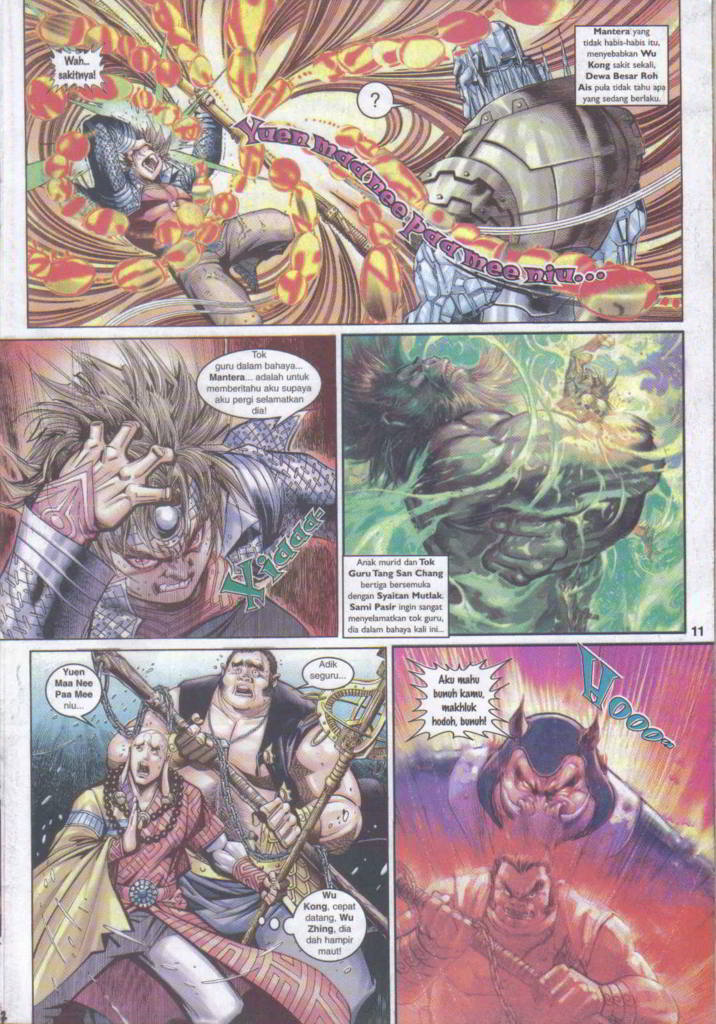 Wah...
sakitnya!
?
Mantera yang
tidak habis-habis itu,
menyebabkan Wu
Kong sakit sekali,
Dewa Besar Roh
Ais pula tidak tahu apa
yang sedang berlaku.
Yuen maa nee paa mee niu...
Tok
guru dalam bahaya...
Mantera... adalah untuk
memberitahu aku supaya
aku pergi selamatkan
dia!
Yiaaa-
Anak murid dan Tok
Guru Tang San Chang
bertiga bersemuka
dengan Syaitan Mutlak.
Sami Pasir ingin sangat
menyelamatkan tok guru,
dia dalam bahaya kali ini...
11
Yuen
Maa Nee
Paa Mee
niu...
Adik
seguru...
Wu
Kong, cepat
datang, Wu
Zhing, dia
dah hampir
maut!
Aku mahu
bunuh kamu,
makhluk
hodoh, bunuh!
Hooo-